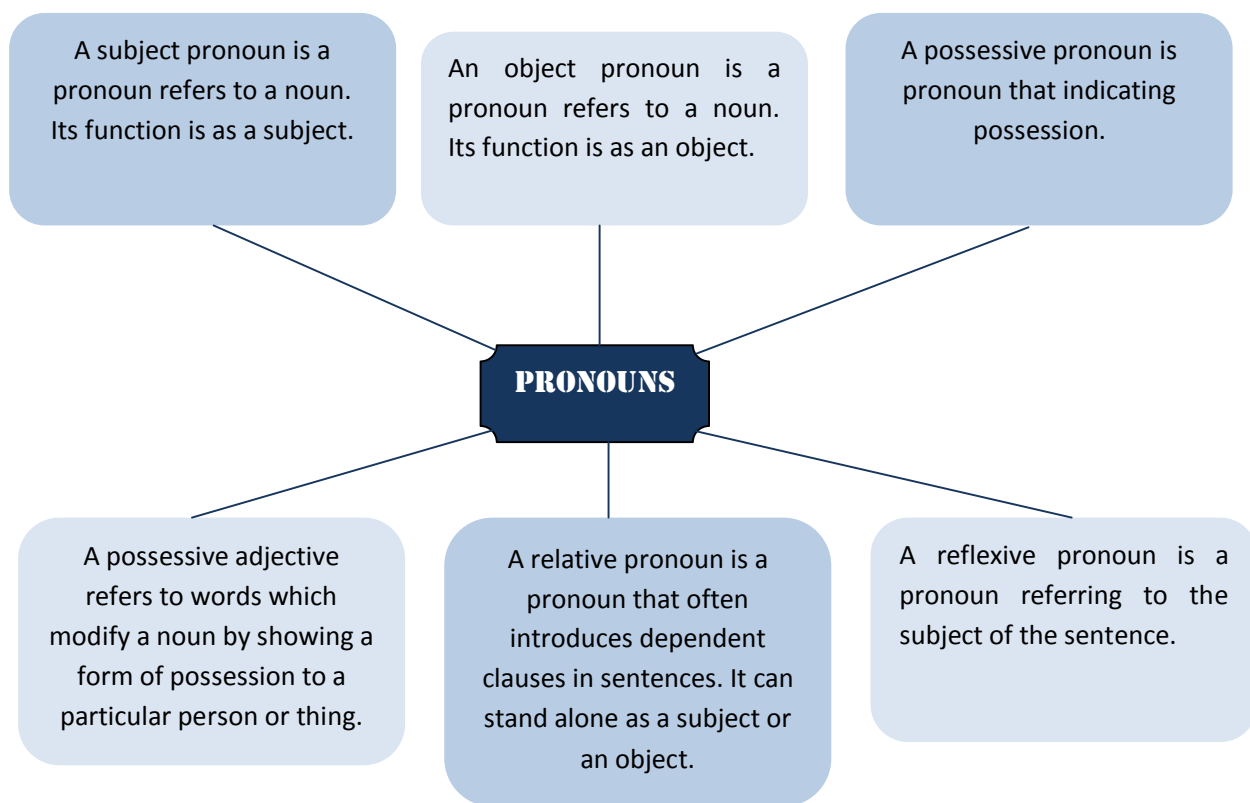 A subject pronoun is a
pronoun refers to a noun.
Its function is as a subject.
An object pronoun is a
pronoun refers to a noun.
Its function is as an object.
A possessive pronoun is
pronoun that indicating
possession.
PRONOUNS
A possessive adjective
refers to words which
modify a noun by showing a
form of possession to a
particular person or thing.
A relative pronoun is a
pronoun that often
introduces dependent
clauses in sentences. It can
stand alone as a subject or
an object.
A reflexive pronoun is a
pronoun referring to the
subject of the sentence.